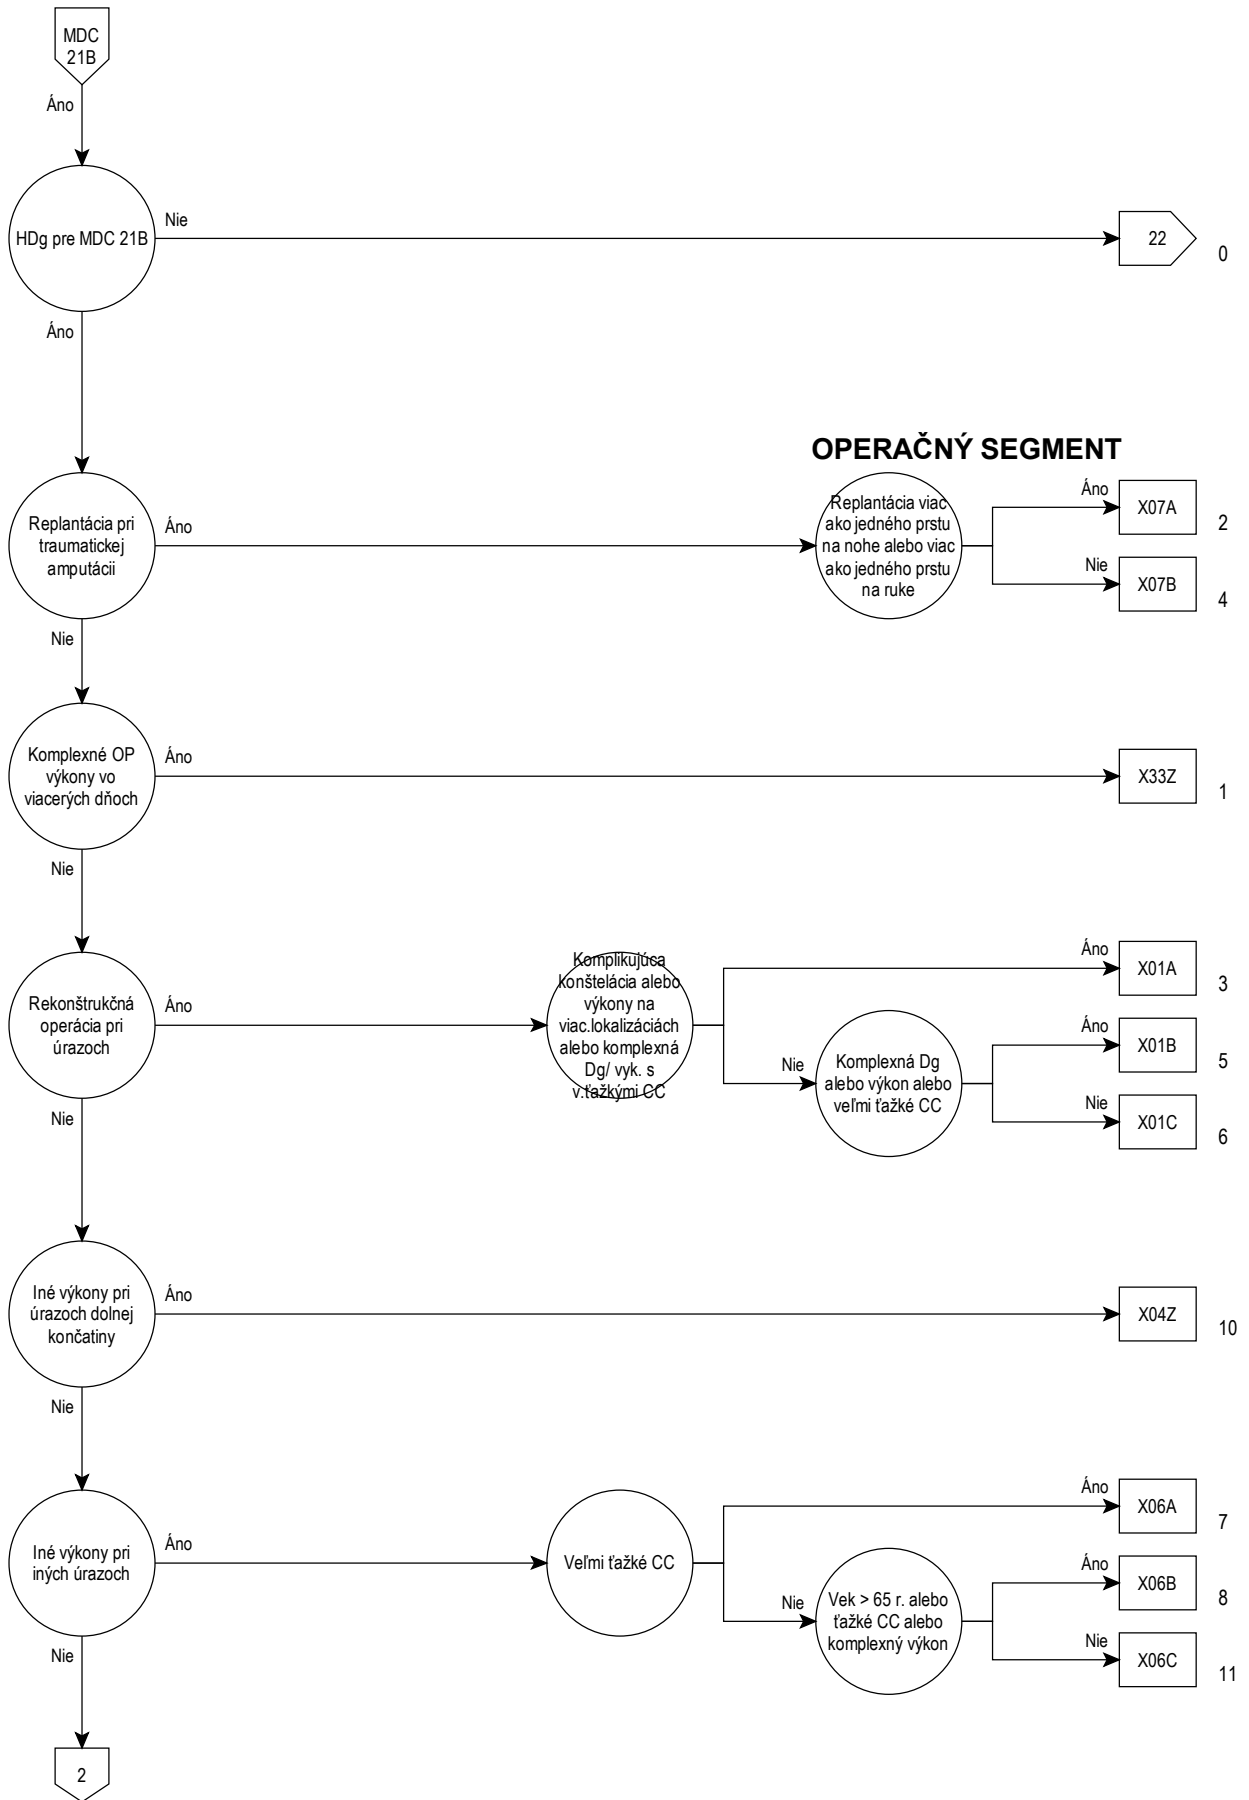 MDC
21B
Áno
HDg pre MDC 21B
Nie
22
0
Áno
OPERAČNÝ SEGMENT
Replantácia pri
traumatickej
amputácii
Áno
Replantácia viac
ako jedného prstu
na nohe alebo viac
ako jedného prstu
na ruke
Áno
X07A
2
Nie
X07B
4
Nie
Komplexné OP
výkony vo
viacerých dňoch
Áno
X33Z
1
Nie
Rekonštrukčná
operácia pri
úrazoch
Áno
Komplikujúca
konštelácia alebo
výkony na
viac.lokalizáciách
alebo komplexná
Dg/ vyk. s
v.ťažkými CC
Áno
X01A
3
Nie
Komplexná Dg
alebo výkon alebo
veľmi ťažké CC
Áno
X01B
5
Nie
X01C
6
Nie
Iné výkony pri
úrazoch dolnej
končatiny
Áno
X04Z
10
Nie
Iné výkony pri
iných úrazoch
Áno
Veľmi ťažké CC
Áno
X06A
7
Nie
Vek > 65 r. alebo
ťažké CC alebo
komplexný výkon
Áno
X06B
8
Nie
X06C
11
Nie
2